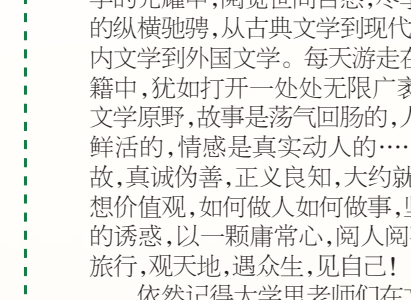 学的光耀中,阅览世间百态,尽享
的纵横驰骋,从古典文学到现代
内文学到外国文学。每天游走在
籍中,犹如打开一处处无限广袤
文学原野,故事是荡气回肠的,人
鲜活的,情感是真实动人的……
故,真诚伪善,正义良知,大约就
想价值观,如何做人如何做事,坚
的诱惑,以一颗庸常心,阅人阅
旅行,观天地,遇众生,见自己!
依然记得大学里老师们在文